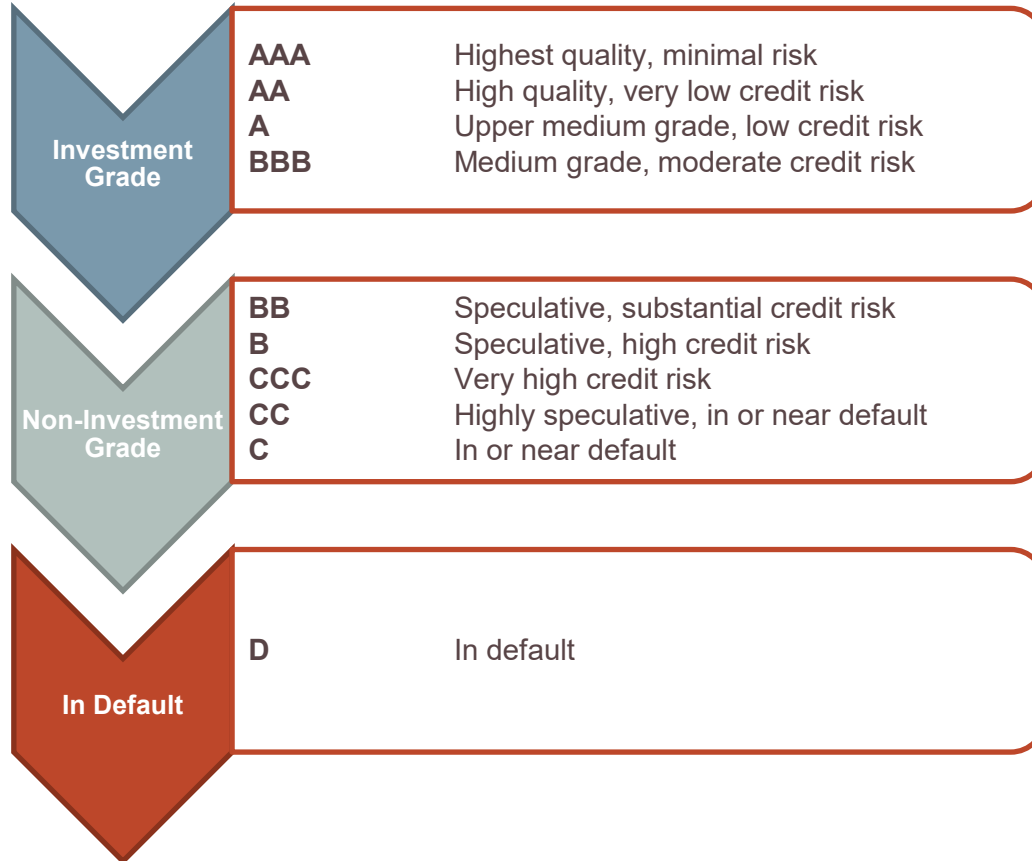 Investment
Grade
AAA Highest quality, minimal risk
AA High quality, very low credit risk
A Upper medium grade, low credit risk
BBB Medium grade, moderate credit risk
Non-Investment
Grade
BB Speculative, substantial credit risk
B Speculative, high credit risk
CCC Very high credit risk
CC Highly speculative, in or near default
C In or near default
In Default
D In default